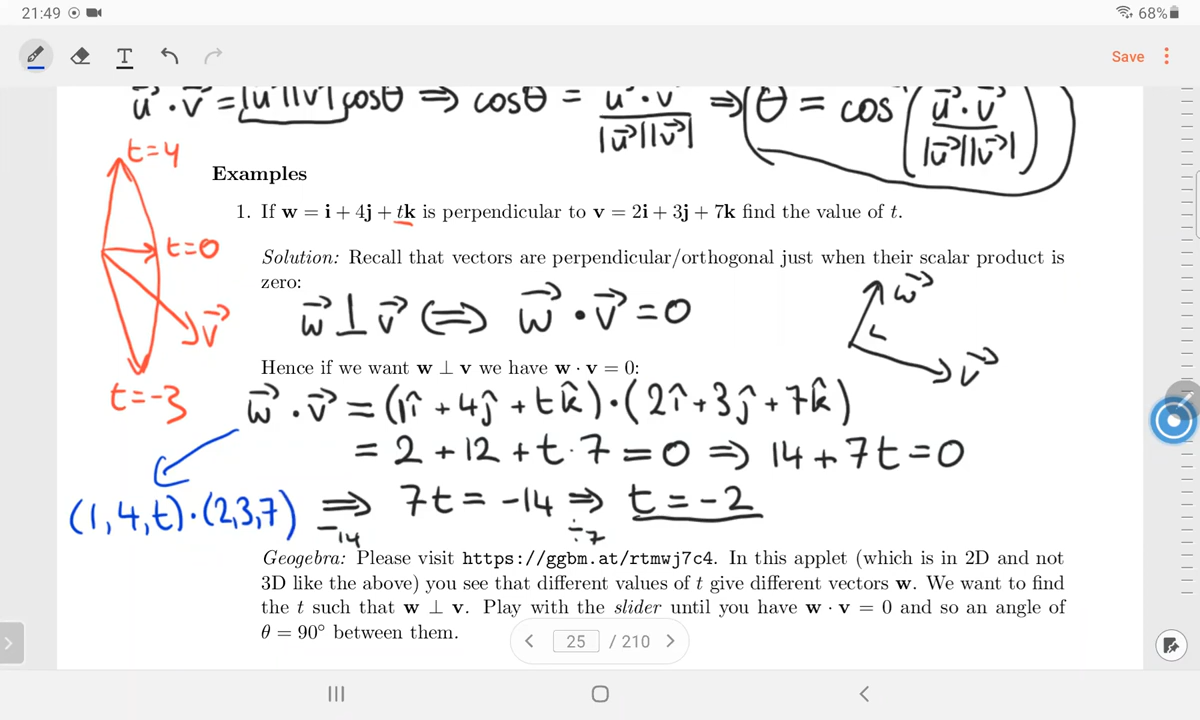 21:49 68%
T Save
u⃗ · v⃗ = |u⃗||v⃗| cosθ ⇒ cosθ = u⃗·v⃗ / |u⃗||v⃗| ⇒ θ = cos ( u⃗·v⃗ / |u⃗||v⃗| )
t=4
Examples
1. If w = i + 4j + tk is perpendicular to v = 2i + 3j + 7k find the value of t.
t=0
Solution: Recall that vectors are perpendicular/orthogonal just when their scalar product is
zero:
w⃗ ⊥ v⃗ ⇔ w⃗ · v⃗ = 0
w⃗
v⃗
v⃗
Hence if we want w ⊥ v we have w · v = 0:
t=-3
w⃗ · v⃗ = (1î + 4ĵ + tk̂)·(2î + 3ĵ + 7k̂)
= 2 + 12 + t·7 = 0 ⇒ 14 + 7t = 0
(1,4,t)·(2,3,7) ⇒ 7t = -14 ⇒ t = -2
-14 ÷7
Geogebra: Please visit https://ggbm.at/rtmwj7c4. In this applet (which is in 2D and not
3D like the above) you see that different values of t give different vectors w. We want to find
the t such that w ⊥ v. Play with the slider until you have w · v = 0 and so an angle of
θ = 90° between them.
25 / 210